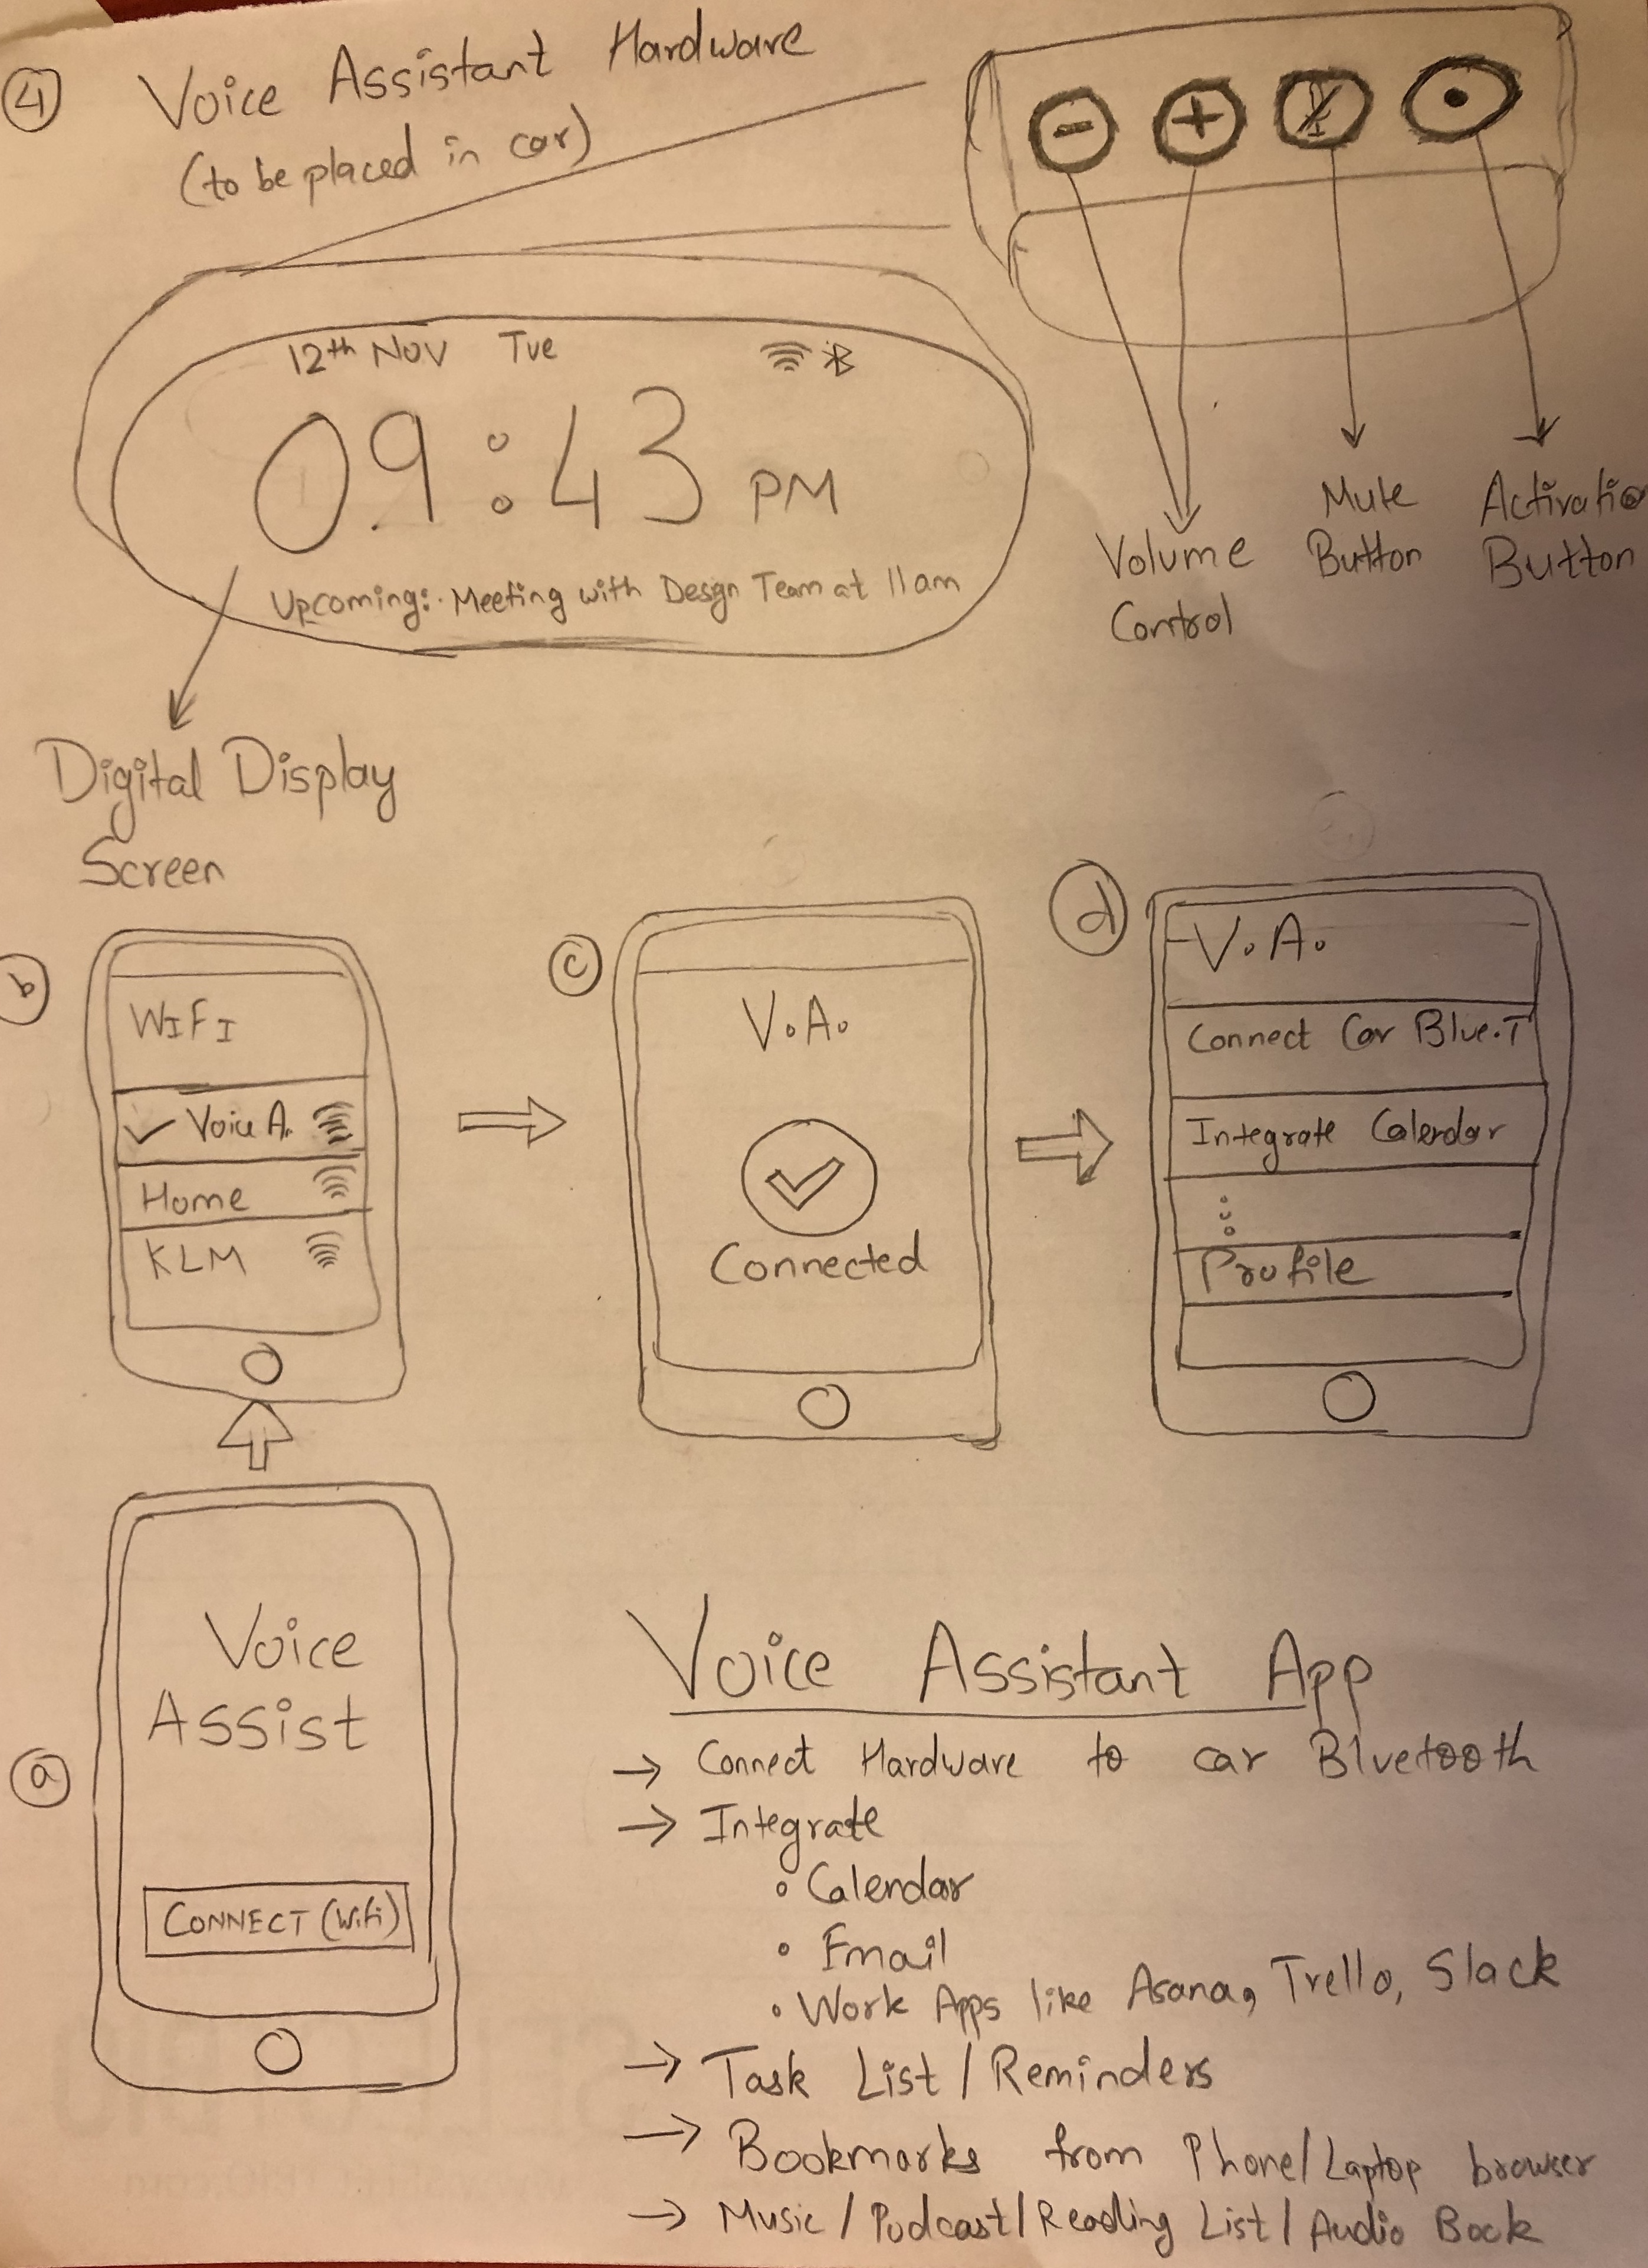 4 Voice Assistant Hardware
(to be placed in car)
- +
Volume
Control
Mute
Button
Activatio
Button
12th NOV Tue
09:43 PM
Upcoming: Meeting with Design Team at 11am
Digital Display
Screen
b
WIFI
✓ Voice A.
Home
KLM
c
V.A.
✓
Connected
d
V.A.
Connect Car Blue.T
Integrate Calendar
Profile
a
Voice
Assist
CONNECT (Wifi)
Voice Assistant App
→ Connect Hardware to car Bluetooth
→ Integrate
• Calendar
• Email
• Work Apps like Asana, Trello, Slack
→ Task List / Reminders
→ Bookmarks from Phone/Laptop browser
→ Music / Podcast / Reading List / Audio Book